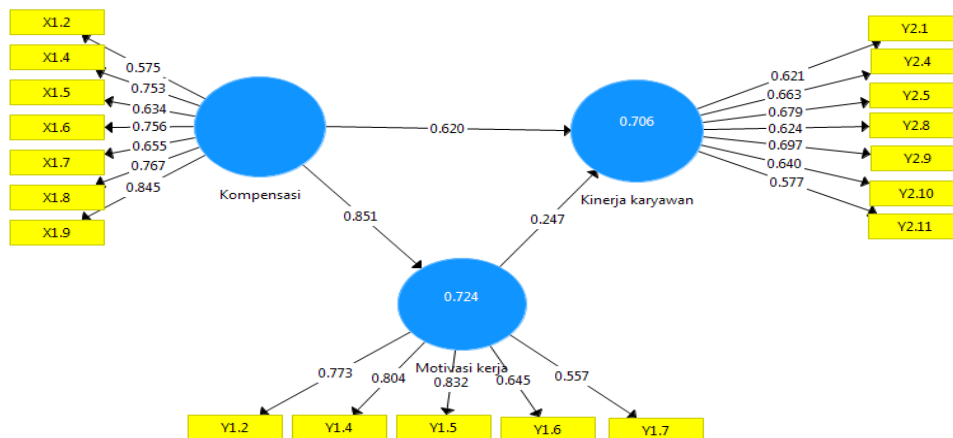 X1.2
X1.4
X1.5
X1.6
X1.7
X1.8
X1.9
0.575
0.753
0.634
0.756
0.655
0.767
0.845
Kompensasi
0.620
0.851
0.247
0.706
Kinerja karyawan
0.621
0.663
0.679
0.624
0.697
0.640
0.577
Y2.1
Y2.4
Y2.5
Y2.8
Y2.9
Y2.10
Y2.11
0.724
Motivasi kerja
0.773
0.804
0.832
0.645
0.557
Y1.2
Y1.4
Y1.5
Y1.6
Y1.7